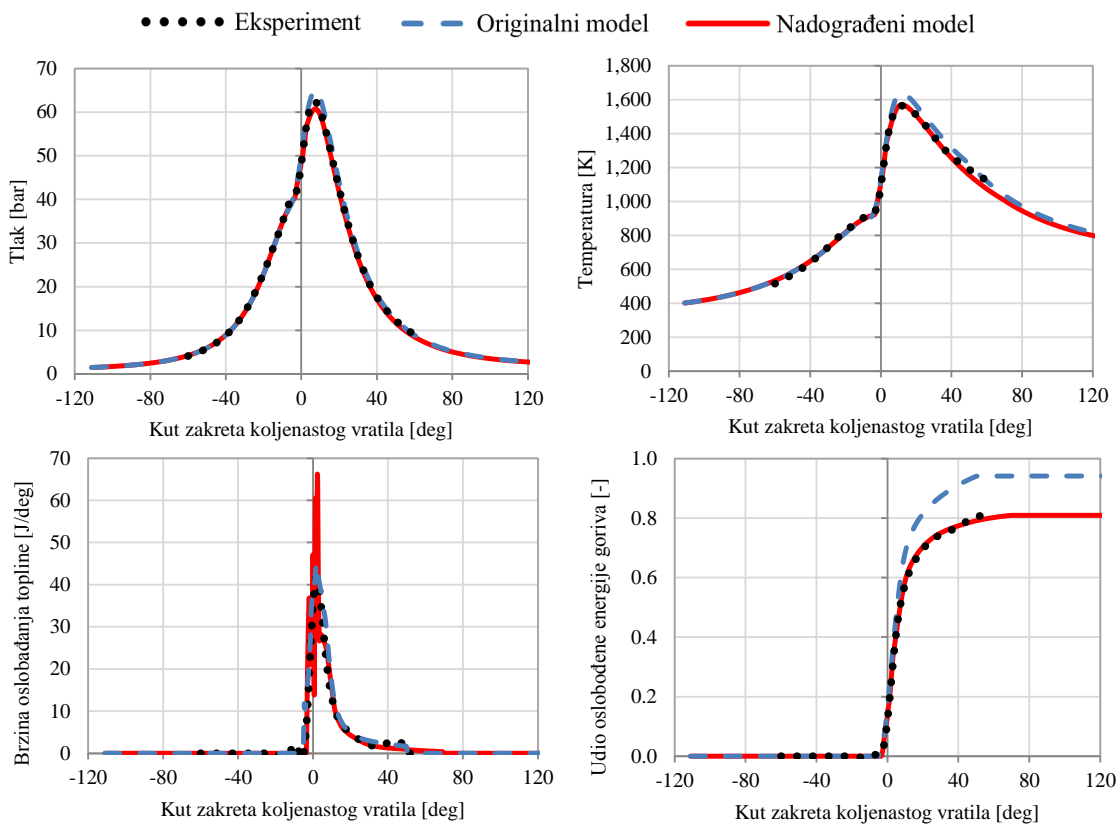 Eksperiment Originalni model Nadograđeni model
70
60
50
40
30
20
10
0
-120 -80 -40 0 40 80 120
Tlak [bar]
Kut zakreta koljenastog vratila [deg]
1,800
1,600
1,400
1,200
1,000
800
600
400
200
0
-120 -80 -40 0 40 80 120
Temperatura [K]
Kut zakreta koljenastog vratila [deg]
70
60
50
40
30
20
10
0
-120 -80 -40 0 40 80 120
Brzina oslobađanja topline [J/deg]
Kut zakreta koljenastog vratila [deg]
1.0
0.8
0.6
0.4
0.2
0.0
-120 -80 -40 0 40 80 120
Udio oslobođene energije goriva [-]
Kut zakreta koljenastog vratila [deg]